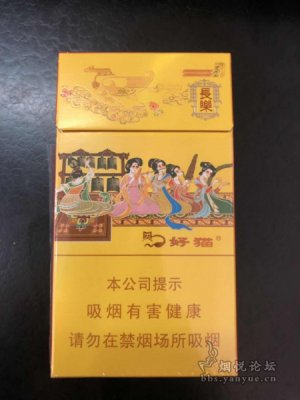 長樂
好猫®
本公司提示
吸烟有害健康
请勿在禁烟场所吸烟
烟悦论坛
bbs.yanyue.cn